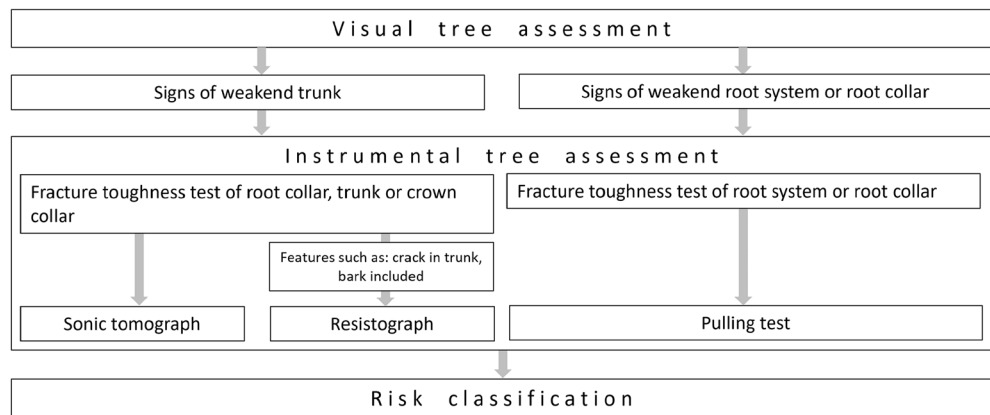 Visual tree assessment
Signs of weakend trunk
Signs of weakend root system or root collar
Instrumental tree assessment
Fracture toughness test of root collar, trunk or crown
collar
Fracture toughness test of root system or root collar
Features such as: crack in trunk,
bark included
Sonic tomograph
Resistograph
Pulling test
Risk classification